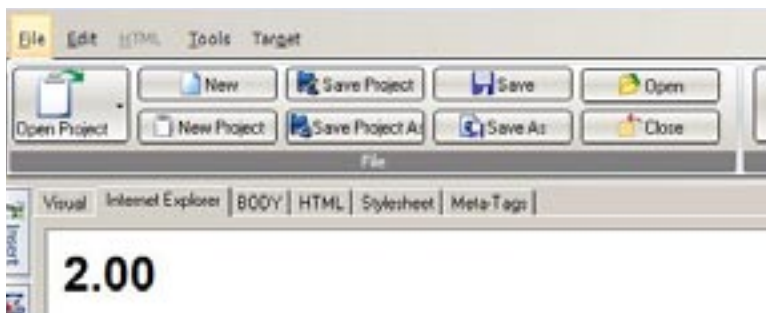 File Edit HTML Tools Target
Open Project
New Save Project Save Open
New Project Save Project A Save As Close
File
Visual Internet Explorer BODY HTML Stylesheet Meta-Tags
Insert
2.00